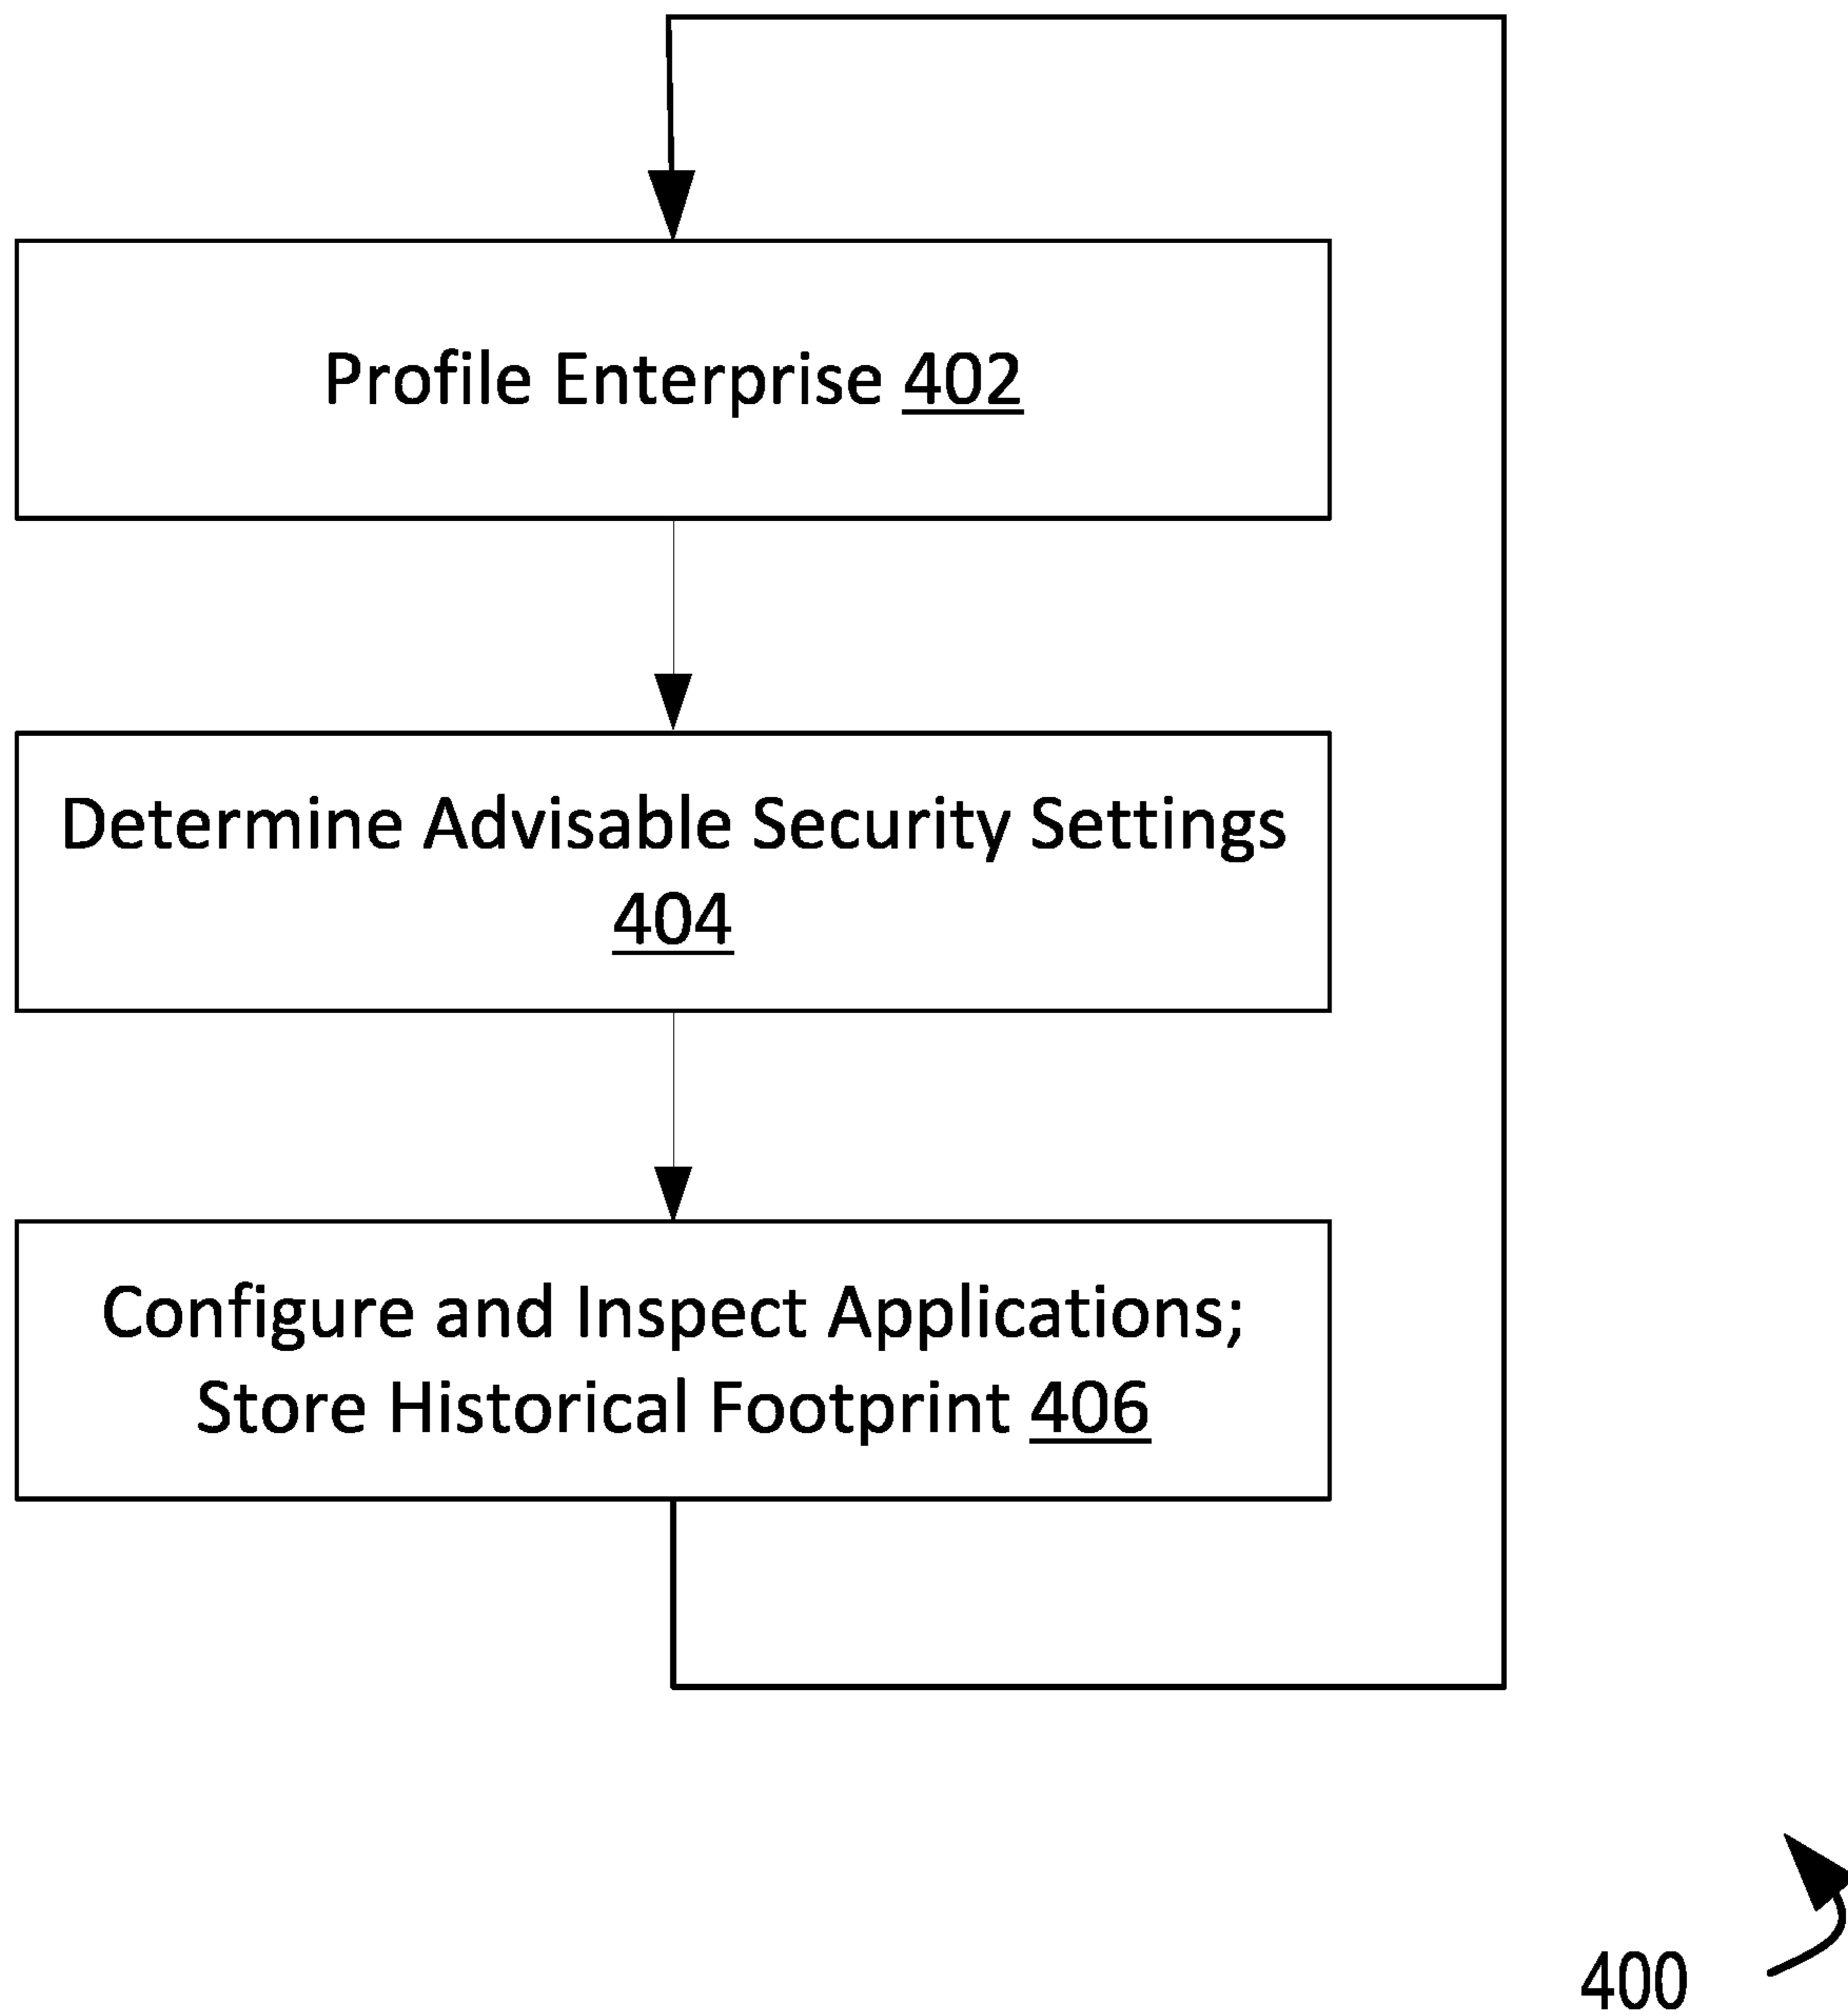 Profile Enterprise 402
Determine Advisable Security Settings
404
Configure and Inspect Applications;
Store Historical Footprint 406
400